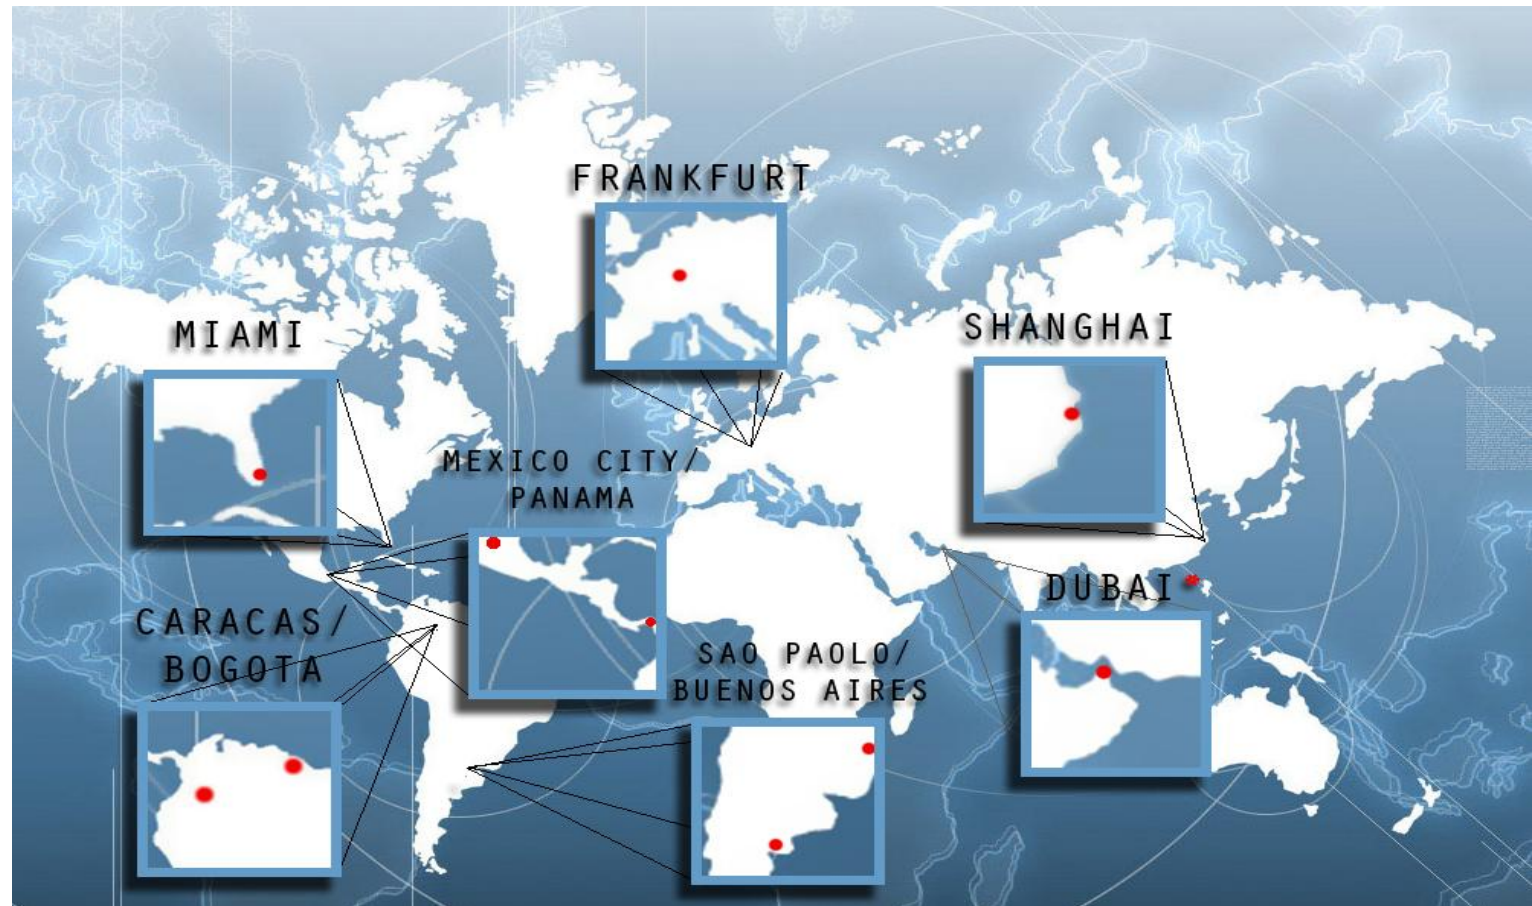 FRANKFURT
MIAMI
SHANGHAI
MEXICO CITY/
PANAMA
DUBAI*
CARACAS/
BOGOTA
SAO PAOLO/
BUENOS AIRES